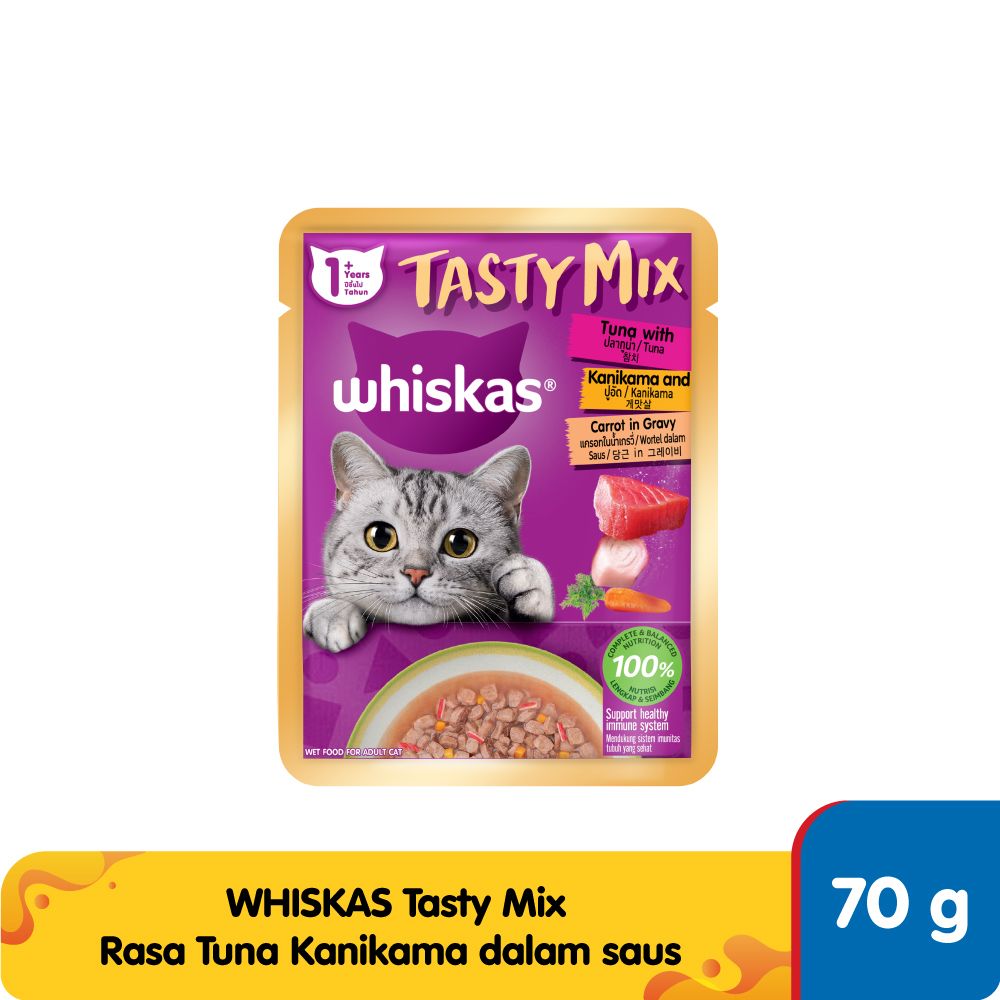 1+
Years
ปีขึ้นไป
Tahun
TASTY MIX
whiskas®
Tuna with
ปลาทูน่า / Tuna
참치
Kanikama and
ปูอัด / Kanikama
게맛살
Carrot in Gravy
แครอทในน้ำเกรวี่ / Wortel dalam
Saus / 당근 in 그레이비
COMPLETE & BALANCED
NUTRITION
100%
NUTRISI
LENGKAP & SEIMBANG
Support healthy
immune system
Mendukung sistem imunitas
tubuh yang sehat
WET FOOD FOR ADULT CAT
WHISKAS Tasty Mix
Rasa Tuna Kanikama dalam saus
70 g